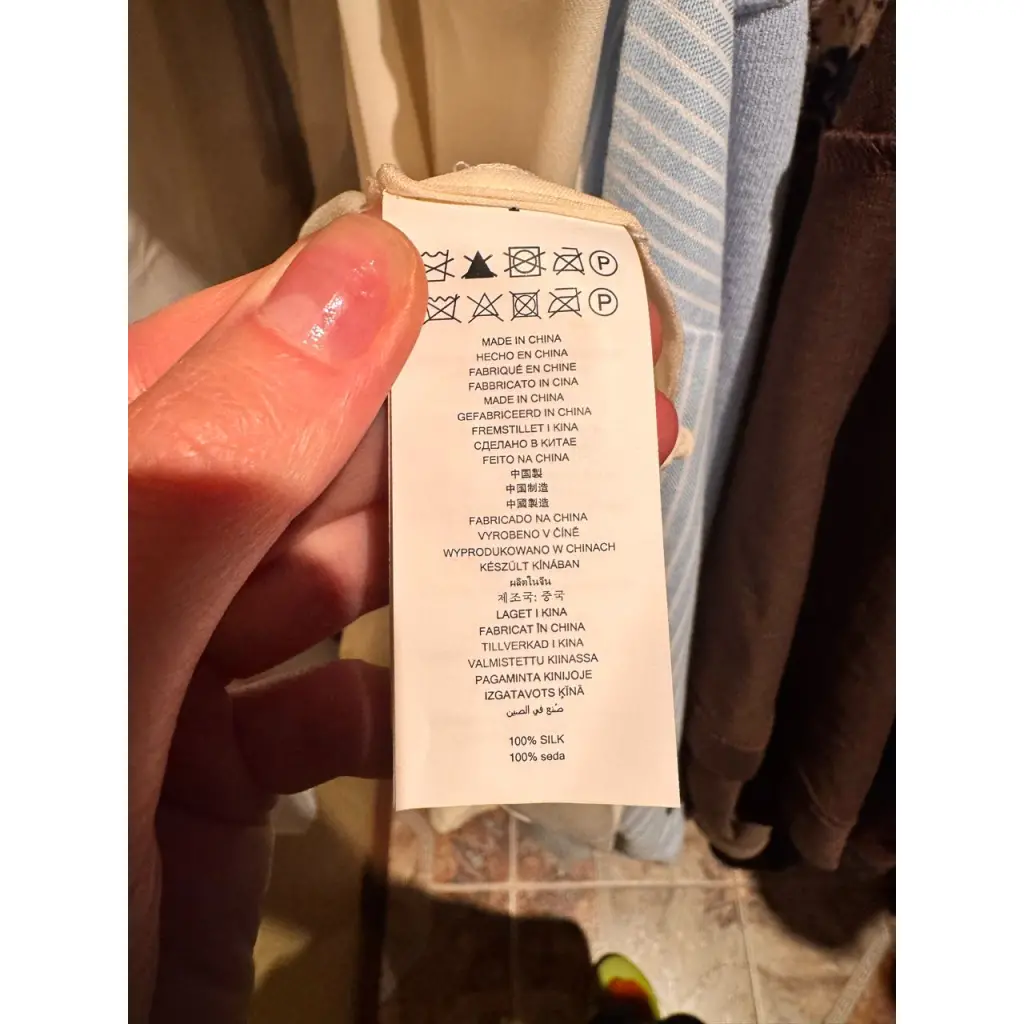 P
P
MADE IN CHINA
HECHO EN CHINA
FABRIQUÉ EN CHINE
FABBRICATO IN CINA
MADE IN CHINA
GEFABRICEERD IN CHINA
FREMSTILLET I KINA
СДЕЛАНО В КИТАЕ
FEITO NA CHINA
中国製
中国制造
中國製造
FABRICADO NA CHINA
VYROBENO V ČÍNĚ
WYPRODUKOWANO W CHINACH
KÉSZÜLT KÍNÁBAN
ผลิตในจีน
제조국: 중국
LAGET I KINA
FABRICAT ÎN CHINA
TILLVERKAD I KINA
VALMISTETTU KIINASSA
PAGAMINTA KINIJOJE
IZGATAVOTS ĶĪNĀ
صُنع في الصين
100% SILK
100% seda